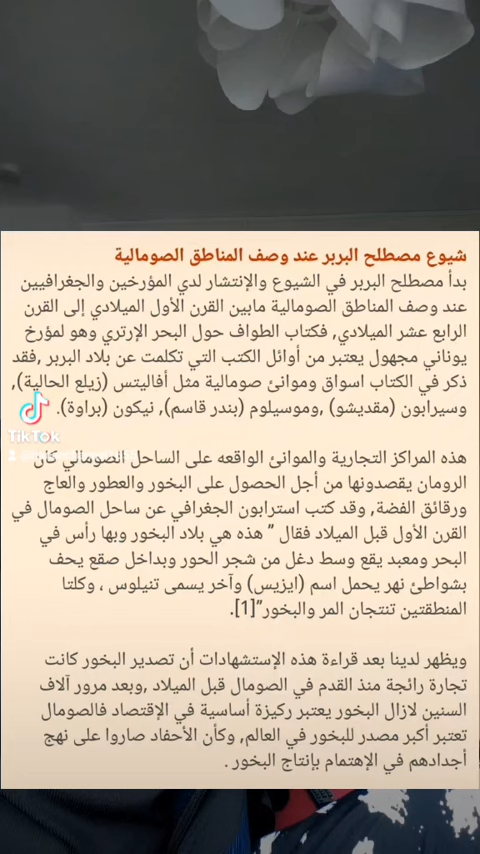 شيوع مصطلح البربر عند وصف المناطق الصومالية
بدأ مصطلح البربر في الشيوع والإنتشار لدي المؤرخين والجغرافيين
عند وصف المناطق الصومالية مابين القرن الأول الميلادي إلى القرن
الرابع عشر الميلادي, فكتاب الطواف حول البحر الإرتري وهو لمؤرخ
يوناني مجهول يعتبر من أوائل الكتب التي تكلمت عن بلاد البربر ,فقد
ذكر في الكتاب اسواق وموانئ صومالية مثل أفاليتس (زيلع الحالية),
وسيرابون (مقديشو) ,وموسيلوم (بندر قاسم), نيكون (براوة).
TikTok
هذه المراكز التجارية والموانئ الواقعه على الساحل الصومالي كان
الرومان يقصدونها من أجل الحصول على البخور والعطور والعاج
ورقائق الفضة, وقد كتب استرابون الجغرافي عن ساحل الصومال في
القرن الأول قبل الميلاد فقال " هذه هي بلاد البخور وبها رأس في
البحر ومعبد يقع وسط دغل من شجر الحور وبداخل صقع يحف
بشواطئ نهر يحمل اسم (ايزيس) وآخر يسمى تنيلوس ، وكلتا
المنطقتين تنتجان المر والبخور"[1].
ويظهر لدينا بعد قراءة هذه الإستشهادات أن تصدير البخور كانت
تجارة رائجة منذ القدم في الصومال قبل الميلاد ,وبعد مرور آلاف
السنين لازال البخور يعتبر ركيزة أساسية في الإقتصاد فالصومال
تعتبر أكبر مصدر للبخور في العالم, وكأن الأحفاد صاروا على نهج
أجدادهم في الإهتمام بإنتاج البخور .